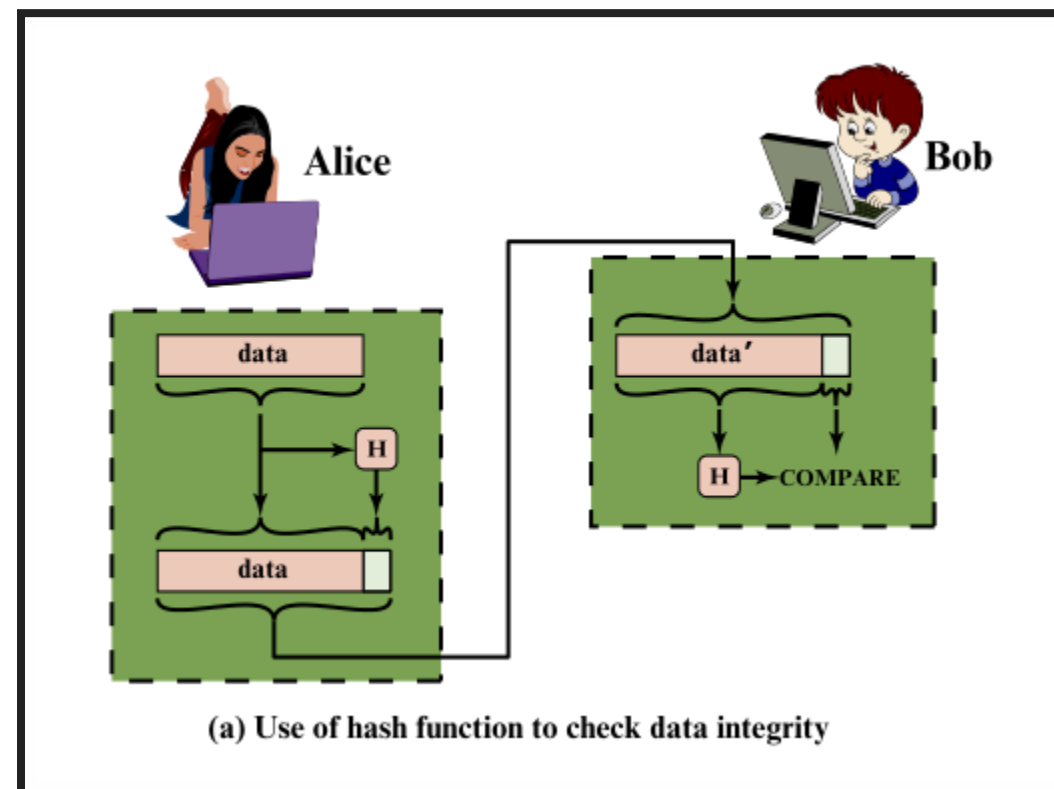 Alice
Bob
data
H
data
data′
H
COMPARE
(a) Use of hash function to check data integrity